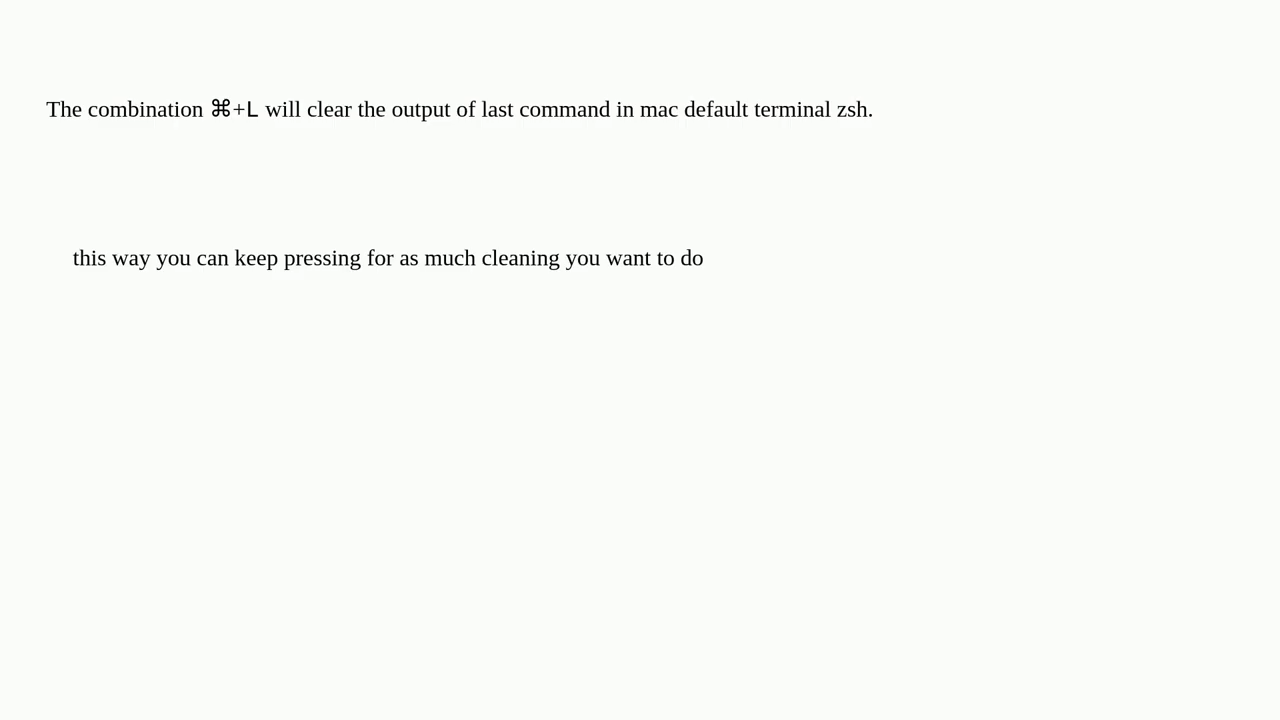 The combination ⌘+L will clear the output of last command in mac default terminal zsh.
this way you can keep pressing for as much cleaning you want to do